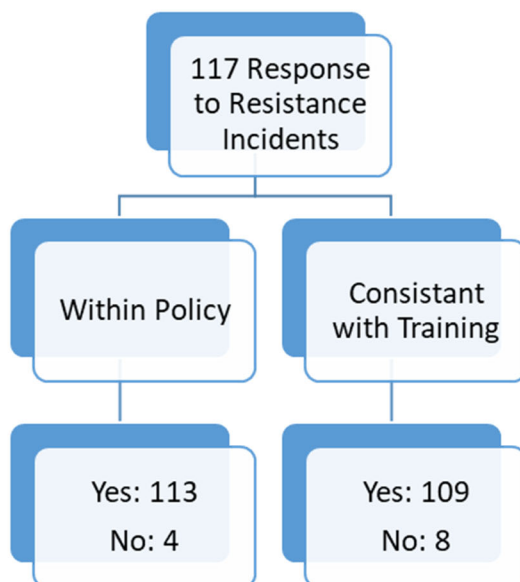 117 Response
to Resistance
Incidents
Within Policy
Consistant
with Training
Yes: 113
No: 4
Yes: 109
No: 8